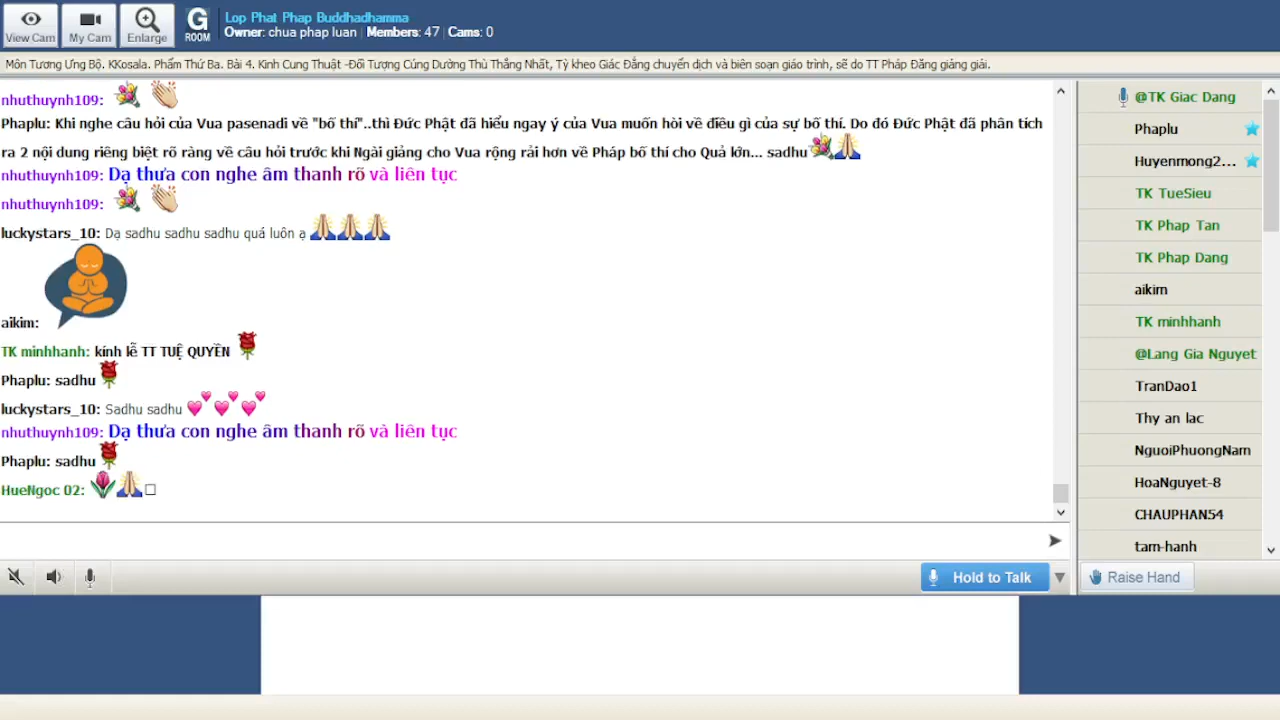 View Cam
My Cam
Enlarge
G
ROOM
Lop Phat Phap Buddhadhamma
Owner: chua phap luan | Members: 47 | Cams: 0
Môn Tương Ưng Bộ. KKosala. Phẩm Thứ Ba. Bài 4. Kinh Cung Thuật -Đối Tượng Cúng Dường Thù Thắng Nhất, Tỳ kheo Giác Đẳng chuyển dịch và biên soạn giáo trình, sẽ do TT Pháp Đăng giảng giải.
nhuthuynh109:
Phaplu: Khi nghe câu hỏi của Vua pasenadi về "bố thí"..thì Đức Phật đã hiểu ngay ý của Vua muốn hỏi về điều gì của sự bố thí. Do đó Đức Phật đã phân tích
ra 2 nội dung riêng biệt rõ ràng về câu hỏi trước khi Ngài giảng cho Vua rộng rải hơn về Pháp bố thí cho Quả lớn... sadhu
nhuthuynh109: Dạ thưa con nghe âm thanh rõ và liên tục
nhuthuynh109:
luckystars_10: Dạ sadhu sadhu sadhu quá luôn ạ
aikim:
TK minhhanh: kính lễ TT TUỆ QUYỀN
Phaplu: sadhu
luckystars_10: Sadhu sadhu
nhuthuynh109: Dạ thưa con nghe âm thanh rõ và liên tục
Phaplu: sadhu
HueNgoc 02:
@TK Giac Dang
Phaplu
Huyenmong2...
TK TueSieu
TK Phap Tan
TK Phap Dang
aikim
TK minhhanh
@Lang Gia Nguyet
TranDao1
Thy an lac
NguoiPhuongNam
HoaNguyet-8
CHAUPHAN54
tam-hanh
Hold to Talk
Raise Hand